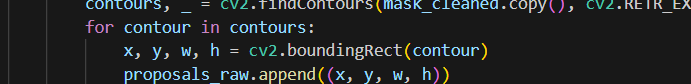 contours, _ = cv2.findContours(mask_cleaned.copy(), cv2.RETR_EX
for contour in contours:
x, y, w, h = cv2.boundingRect(contour)
proposals_raw.append((x, y, w, h))